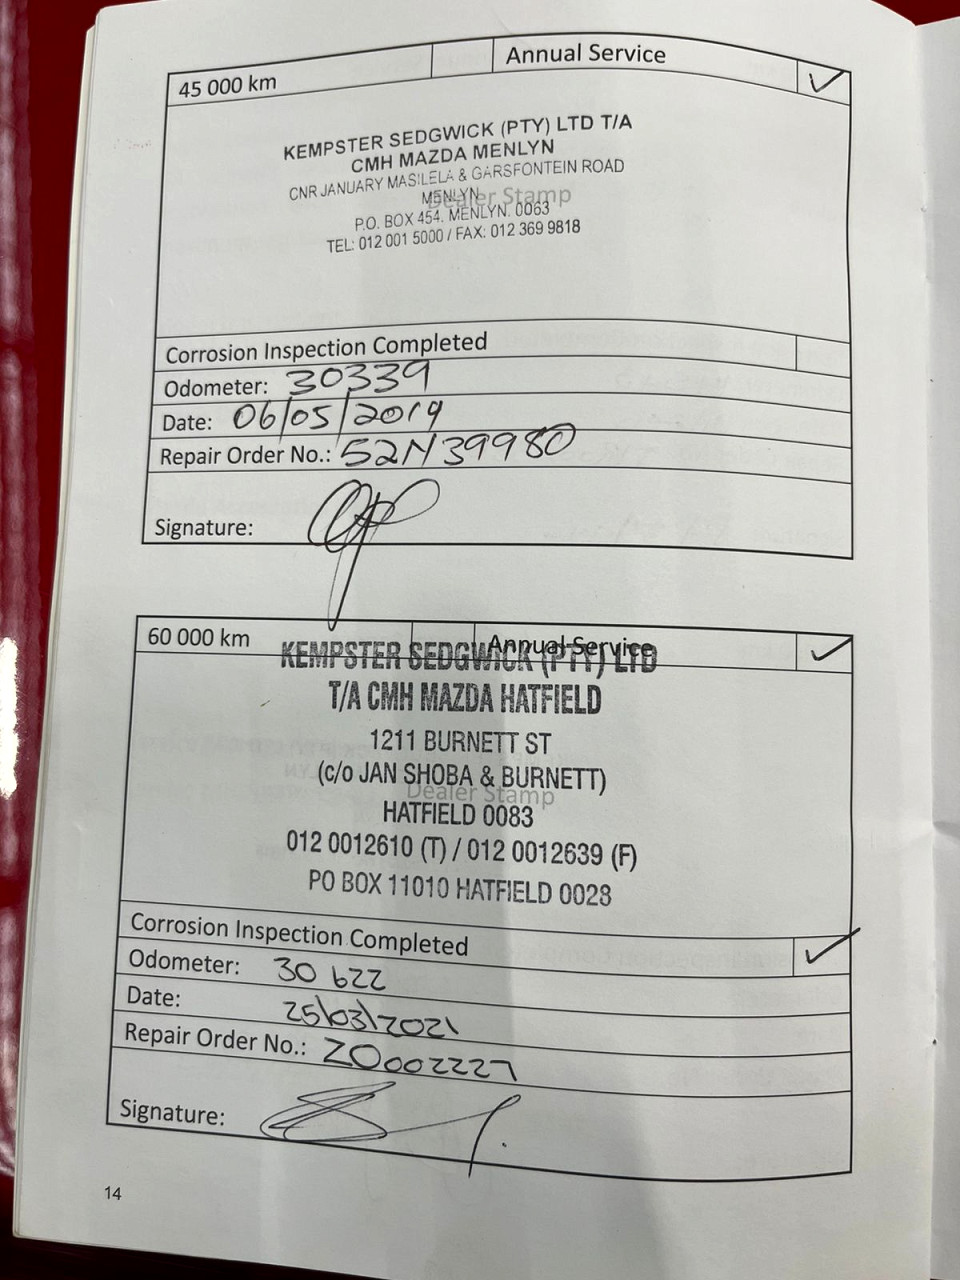 45 000 km Annual Service
KEMPSTER SEDGWICK (PTY) LTD T/A
CMH MAZDA MENLYN
CNR JANUARY MASILELA & GARSFONTEIN ROAD
MENLYN
Dealer Stamp
P.O. BOX 454. MENLYN. 0063
TEL: 012 001 5000 / FAX: 012 369 9818
Corrosion Inspection Completed
Odometer: 30339
Date: 06/05/2019
Repair Order No.: 52N39980
Signature:
60 000 km Annual Service
KEMPSTER SEDGWICK (PTY) LTD
T/A CMH MAZDA HATFIELD
1211 BURNETT ST
(c/o JAN SHOBA & BURNETT)
Dealer Stamp
HATFIELD 0083
012 0012610 (T) / 012 0012639 (F)
PO BOX 11010 HATFIELD 0028
Corrosion Inspection Completed
Odometer: 30 622
Date: 25\03\2021
Repair Order No.: ZO002227
Signature:
14